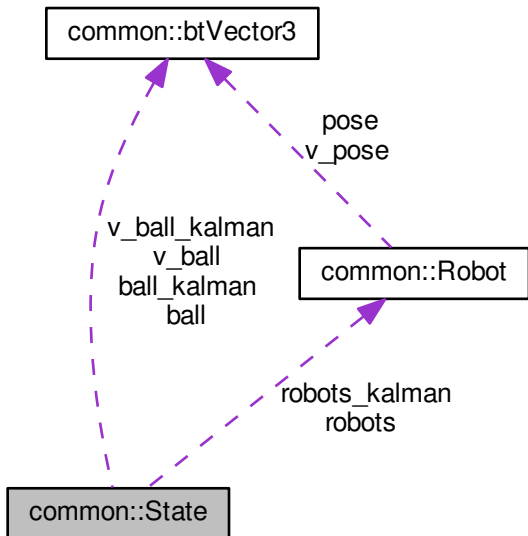 common::btVector3
pose
v_pose
v_ball_kalman
v_ball
ball_kalman
ball
common::Robot
robots_kalman
robots
common::State